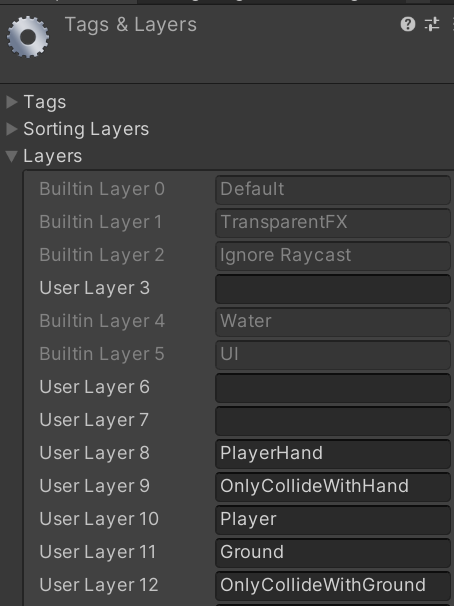 Tags & Layers
Tags
Sorting Layers
Layers
Builtin Layer 0 Default
Builtin Layer 1 TransparentFX
Builtin Layer 2 Ignore Raycast
User Layer 3
Builtin Layer 4 Water
Builtin Layer 5 UI
User Layer 6
User Layer 7
User Layer 8 PlayerHand
User Layer 9 OnlyCollideWithHand
User Layer 10 Player
User Layer 11 Ground
User Layer 12 OnlyCollideWithGround